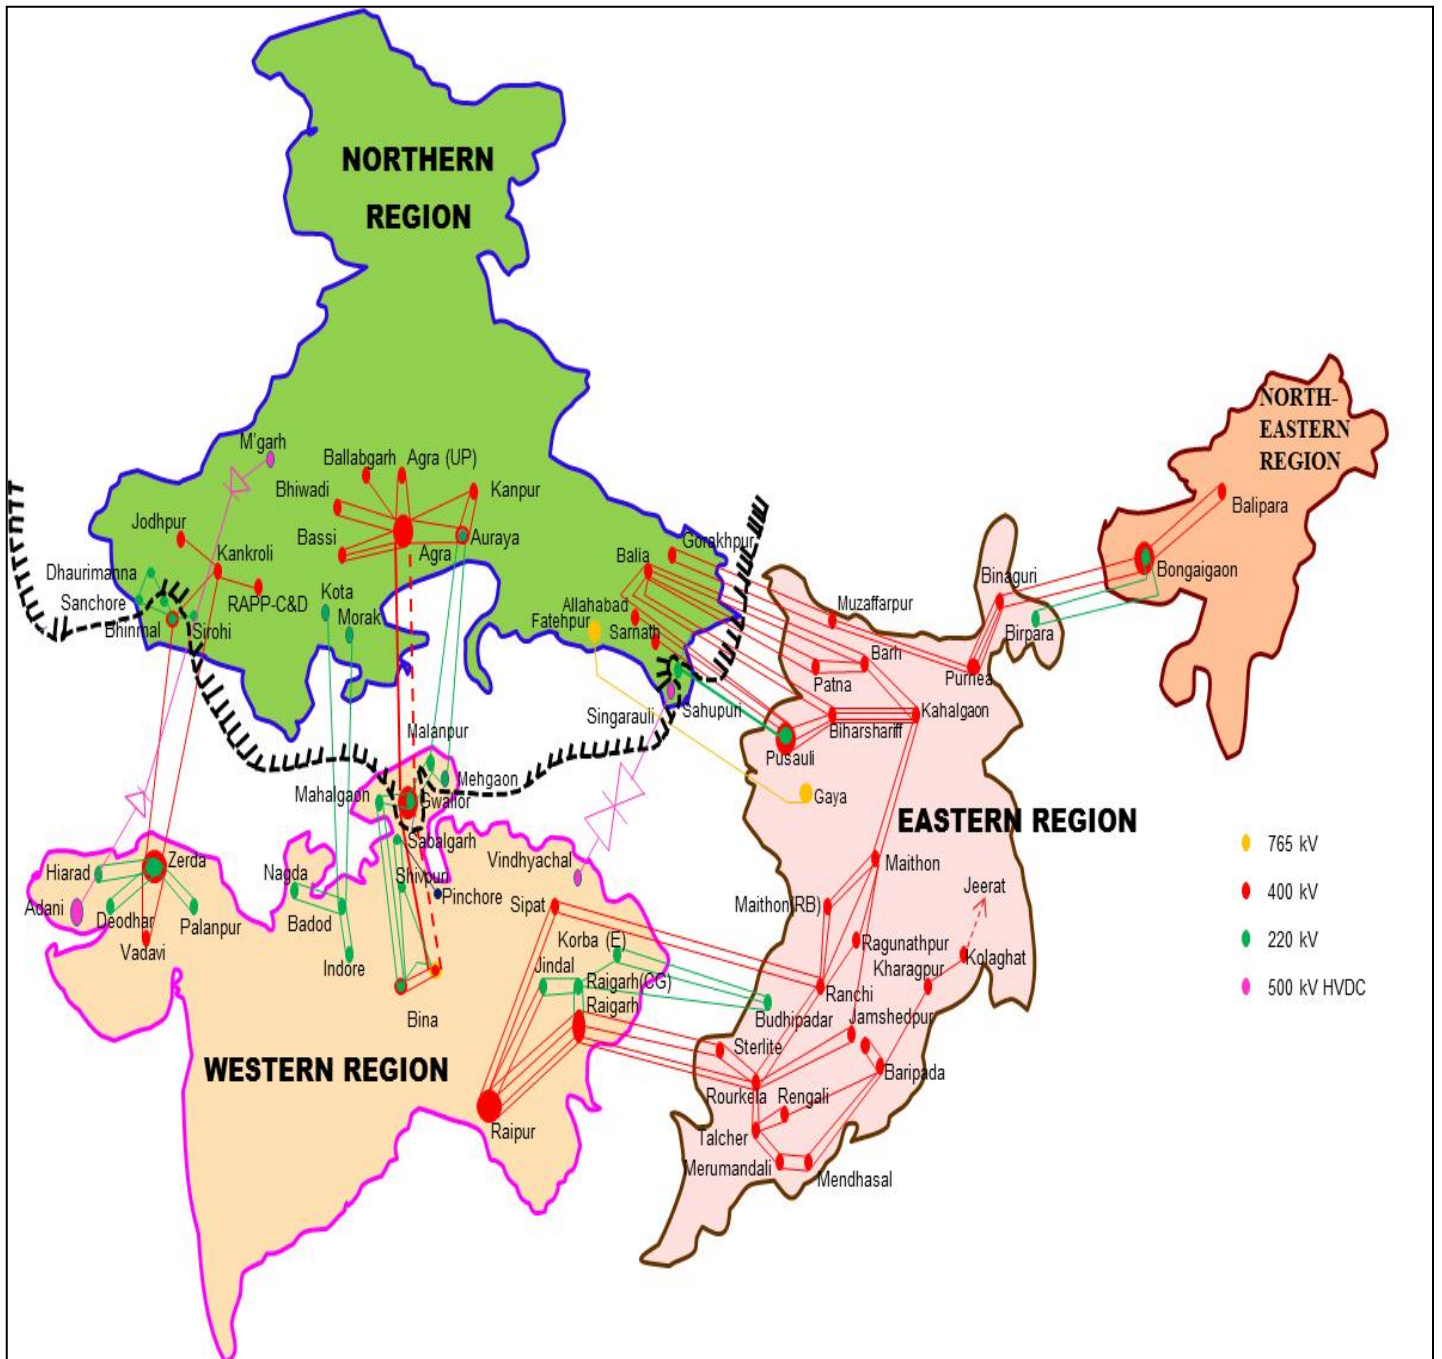 NORTHERN
REGION
NORTH-
EASTERN
REGION
M'garh
Ballabgarh
Agra (UP)
Bhiwadi
Kanpur
Balipara
Jodhpur
Bassi
Agra
Auraya
Gorakhpur
Kankroli
Balia
Binaguri
Bongaigaon
Dhaurimanna
RAPP-C&D
Kota
Allahabad
Muzaffarpur
Sanchore
Morak
Fatehpur
Sarnath
Birpara
Bhinmal
Sirohi
Barh
Patna
Purnea
Singarauli
Sahupuri
Kahalgaon
Malanpur
Biharshariff
Pusauli
Mehgaon
Mahalgaon
Gwalior
Gaya
EASTERN REGION
Sabalgarh
765 kV
Zerda
Vindhyachal
Maithon
Hiarad
Nagda
Shivpuri
Jeerat
Pinchore
400 kV
Adani
Deodhar
Palanpur
Badod
Sipat
Maithon(RB)
Vadavi
Korba (E)
Ragunathpur
220 kV
Indore
Jindal
Kharagpur
Kolaghat
Raigarh(CG)
Ranchi
500 kV HVDC
Raigarh
Budhipadar
Jamshedpur
Bina
Sterlite
WESTERN REGION
Baripada
Rourkela
Rengali
Raipur
Talcher
Merumandali
Mendhasal